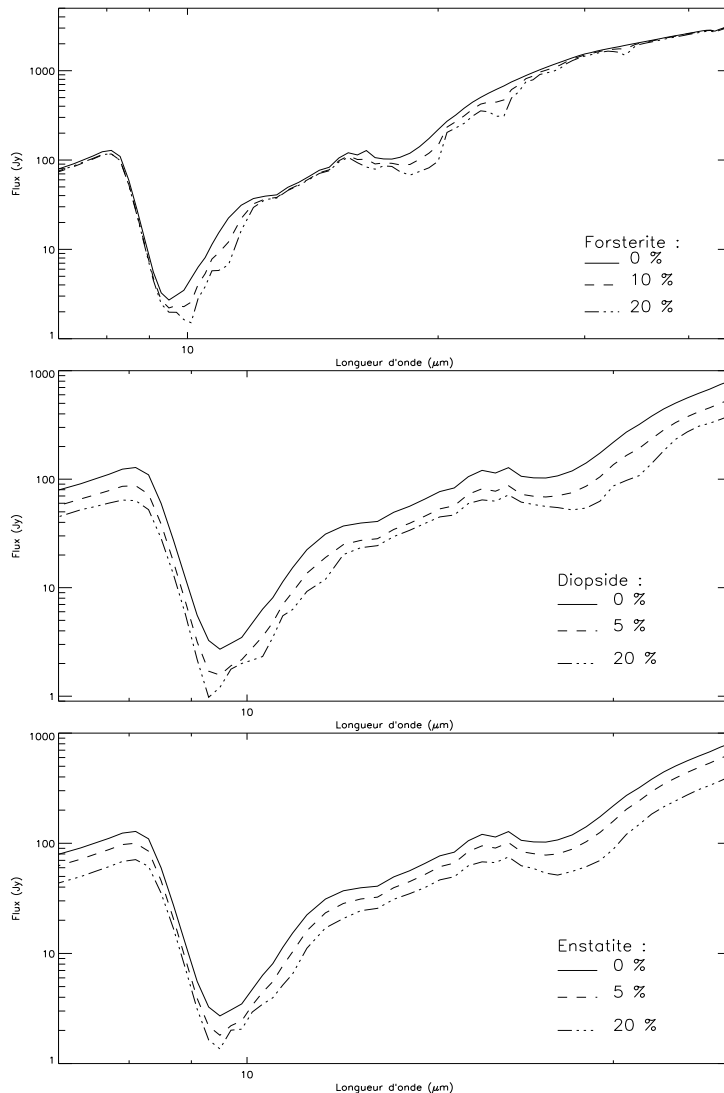 1000
100
10
1
Flux (Jy)
Forsterite :
0 %
10 %
20 %
10
Longueur d'onde (μm)
1000
100
10
1
Flux (Jy)
Diopside :
0 %
5 %
20 %
10
Longueur d'onde (μm)
1000
100
10
1
Flux (Jy)
Enstatite :
0 %
5 %
20 %
10
Longueur d'onde (μm)